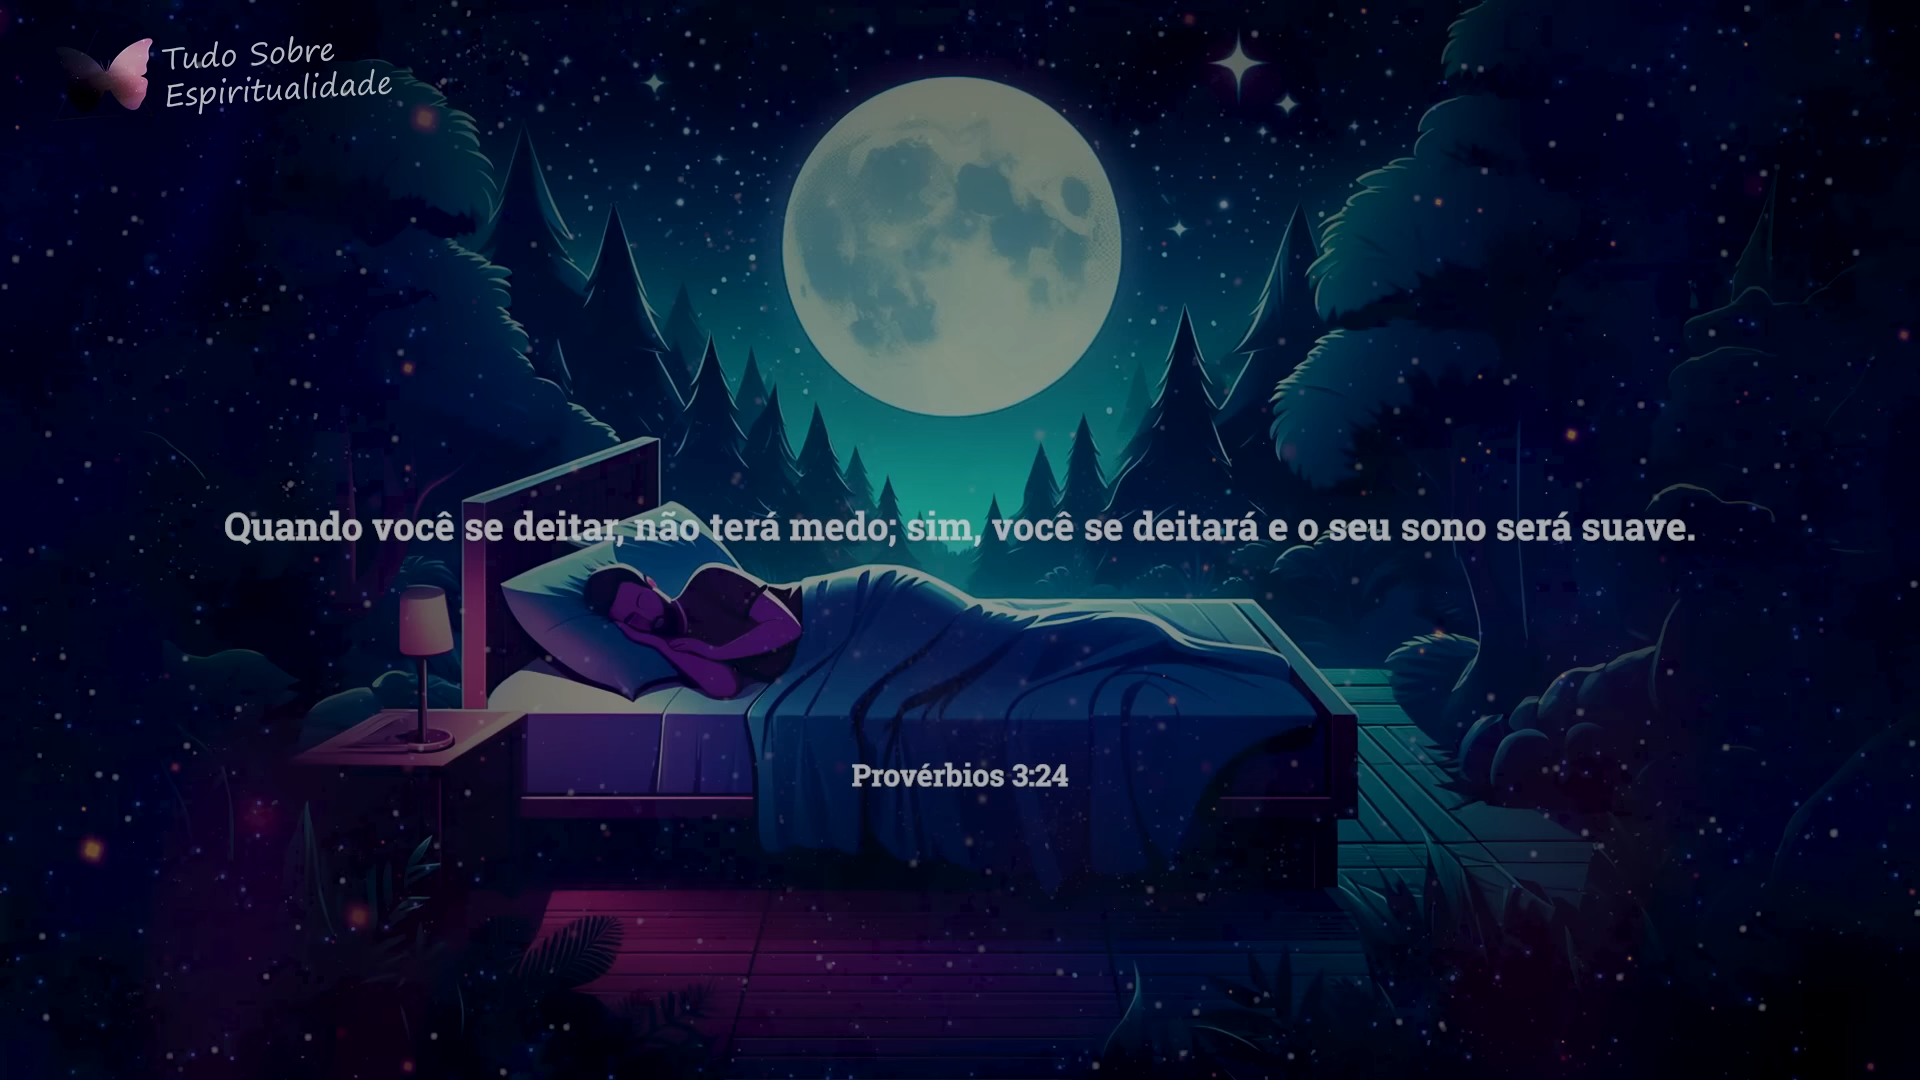 Tudo Sobre
Espiritualidade
Quando você se deitar, não terá medo; sim, você se deitará e o seu sono será suave.
Provérbios 3:24